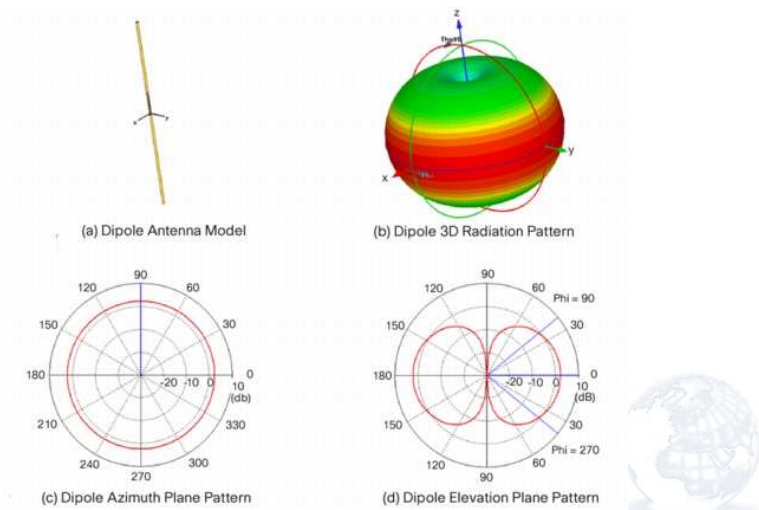 z
x
y
x
y
(a) Dipole Antenna Model
(b) Dipole 3D Radiation Pattern
90
120
60
150
30
180
-20 -10 0
10
0
(db)
210
330
240
300
270
(c) Dipole Azimuth Plane Pattern
90
120
60
Phi = 90
150
30
180
-20 -10 0
10
0
(dB)
150
30
120
60
Phi = 270
90
(d) Dipole Elevation Plane Pattern